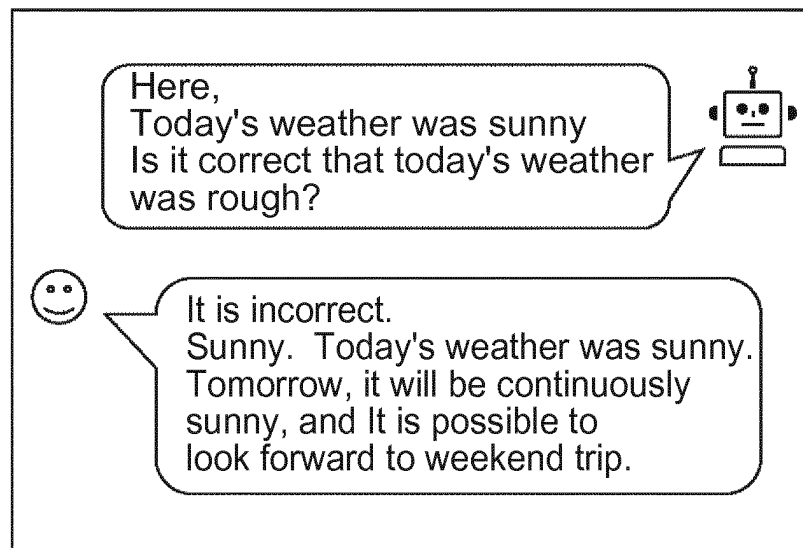 Here,
Today's weather was sunny
Is it correct that today's weather
was rough?
It is incorrect.
Sunny. Today's weather was sunny.
Tomorrow, it will be continuously
sunny, and It is possible to
look forward to weekend trip.